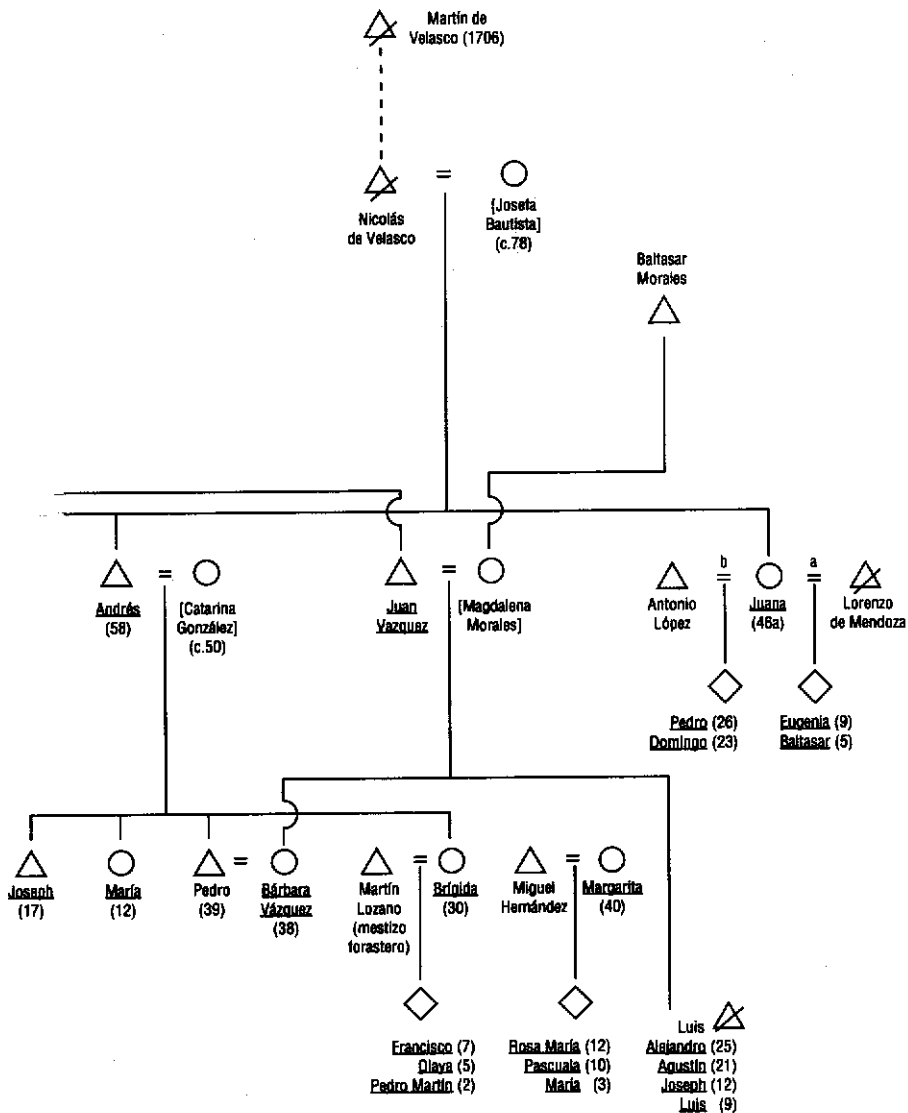 Martín de
Velasco (1706)
=
Nicolás
de Velasco
[Josefa
Bautista]
(c.78)
Baltasar
Morales
=
Andrés
(58)
[Catarina
González]
(c.50)
=
Juan
Vazquez
[Magdalena
Morales]
b
=
a
=
Antonio
López
Juana
(46a)
Lorenzo
de Mendoza
Pedro (26)
Domingo (23)
Eugenia (9)
Baltasar (5)
Joseph
(17)
María
(12)
Pedro
(39)
=
Bárbara
Vázquez
(38)
Martín
Lozano
(mestizo
forastero)
=
Brígida
(30)
Miguel
Hernández
=
Margarita
(40)
Francisco (7)
Olaya (5)
Pedro Martín (2)
Rosa María (12)
Pascuala (10)
María (3)
Luis
Alejandro (25)
Agustín (21)
Joseph (12)
Luis (9)